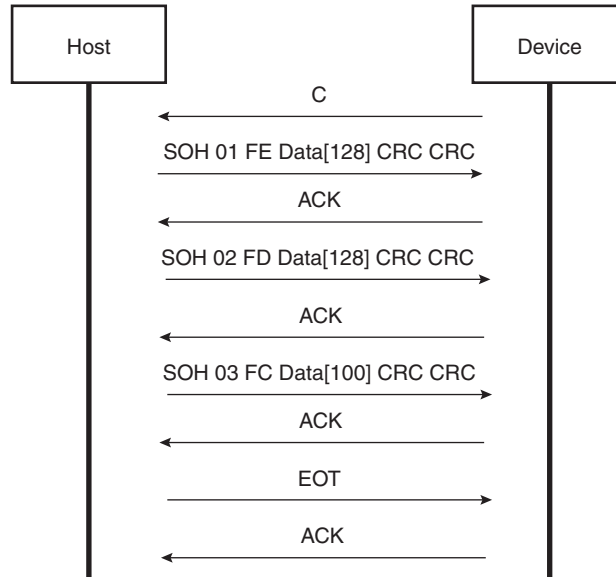 Host
Device
C
SOH 01 FE Data[128] CRC CRC
ACK
SOH 02 FD Data[128] CRC CRC
ACK
SOH 03 FC Data[100] CRC CRC
ACK
EOT
ACK